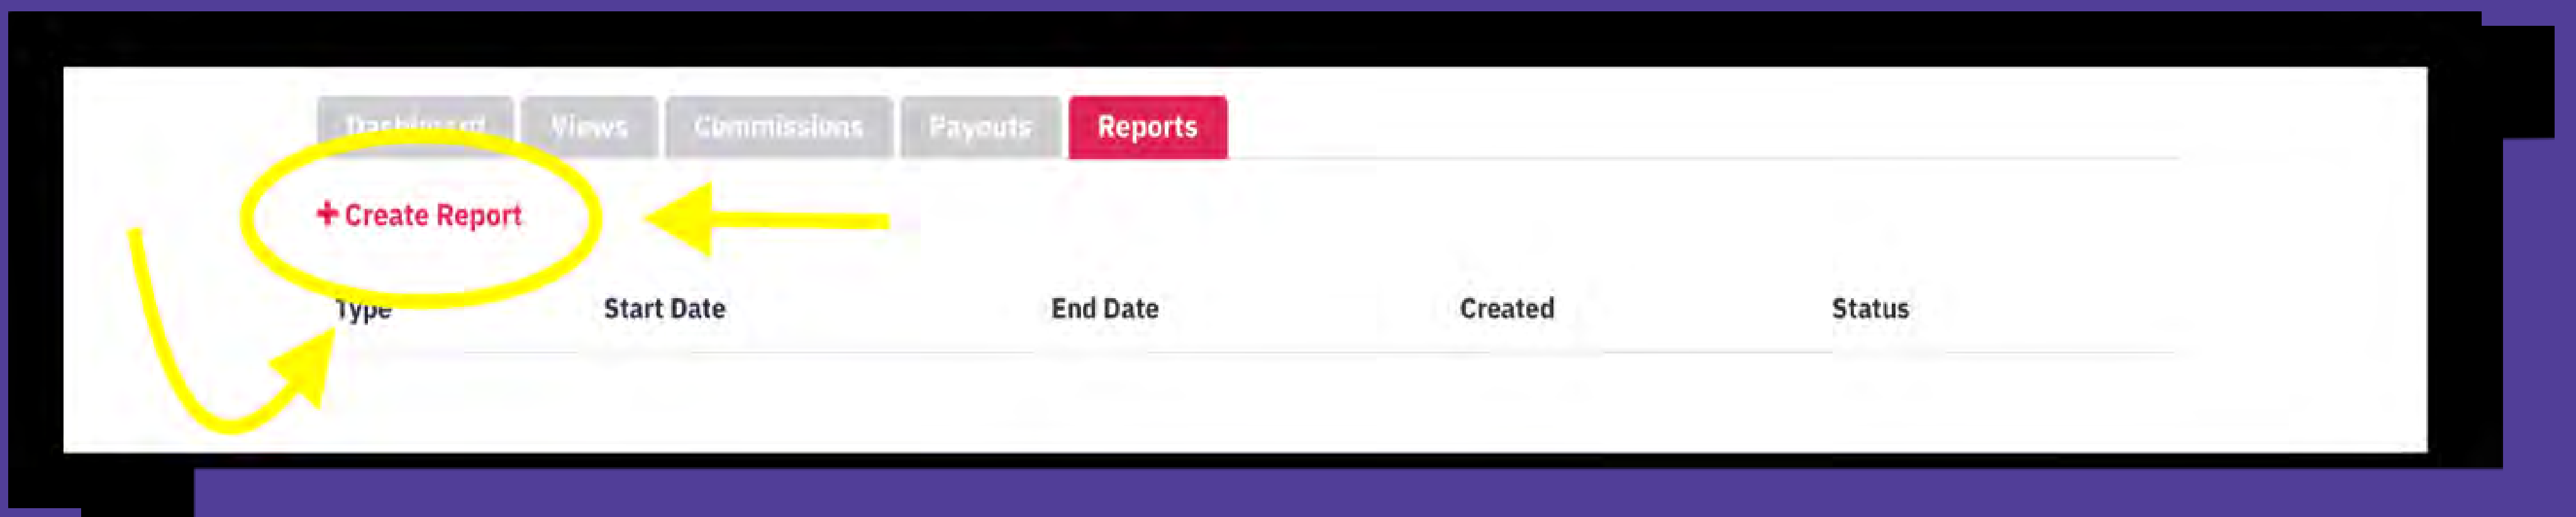 Dashboard Views Commissions Payouts Reports
+ Create Report
Type Start Date End Date Created Status